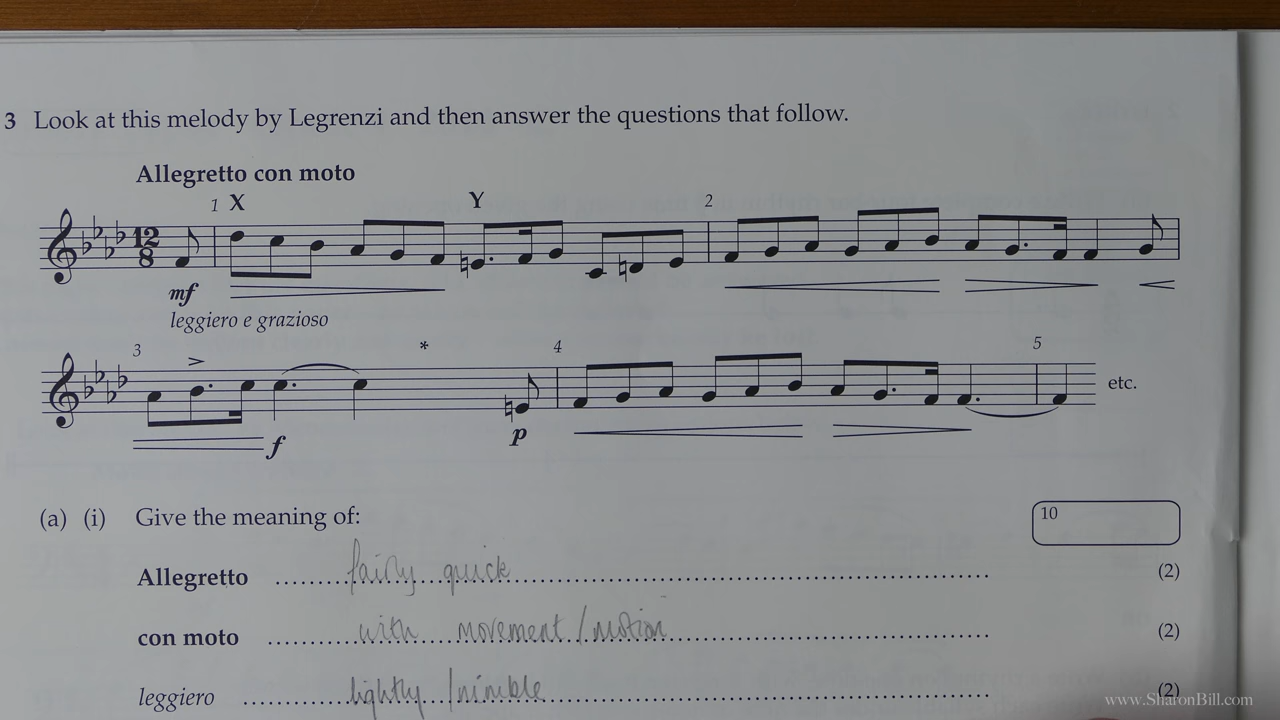 3 Look at this melody by Legrenzi and then answer the questions that follow.
Allegretto con moto
1 X Y 2
12
8
mf
leggiero e grazioso
3 > * 4 5
etc.
f p
(a) (i) Give the meaning of:
10
Allegretto ........ fairly quick ........ (2)
con moto ........ with movement/motion ........ (2)
leggiero ........ lightly/nimble ........ (2)
www.SharonBill.com